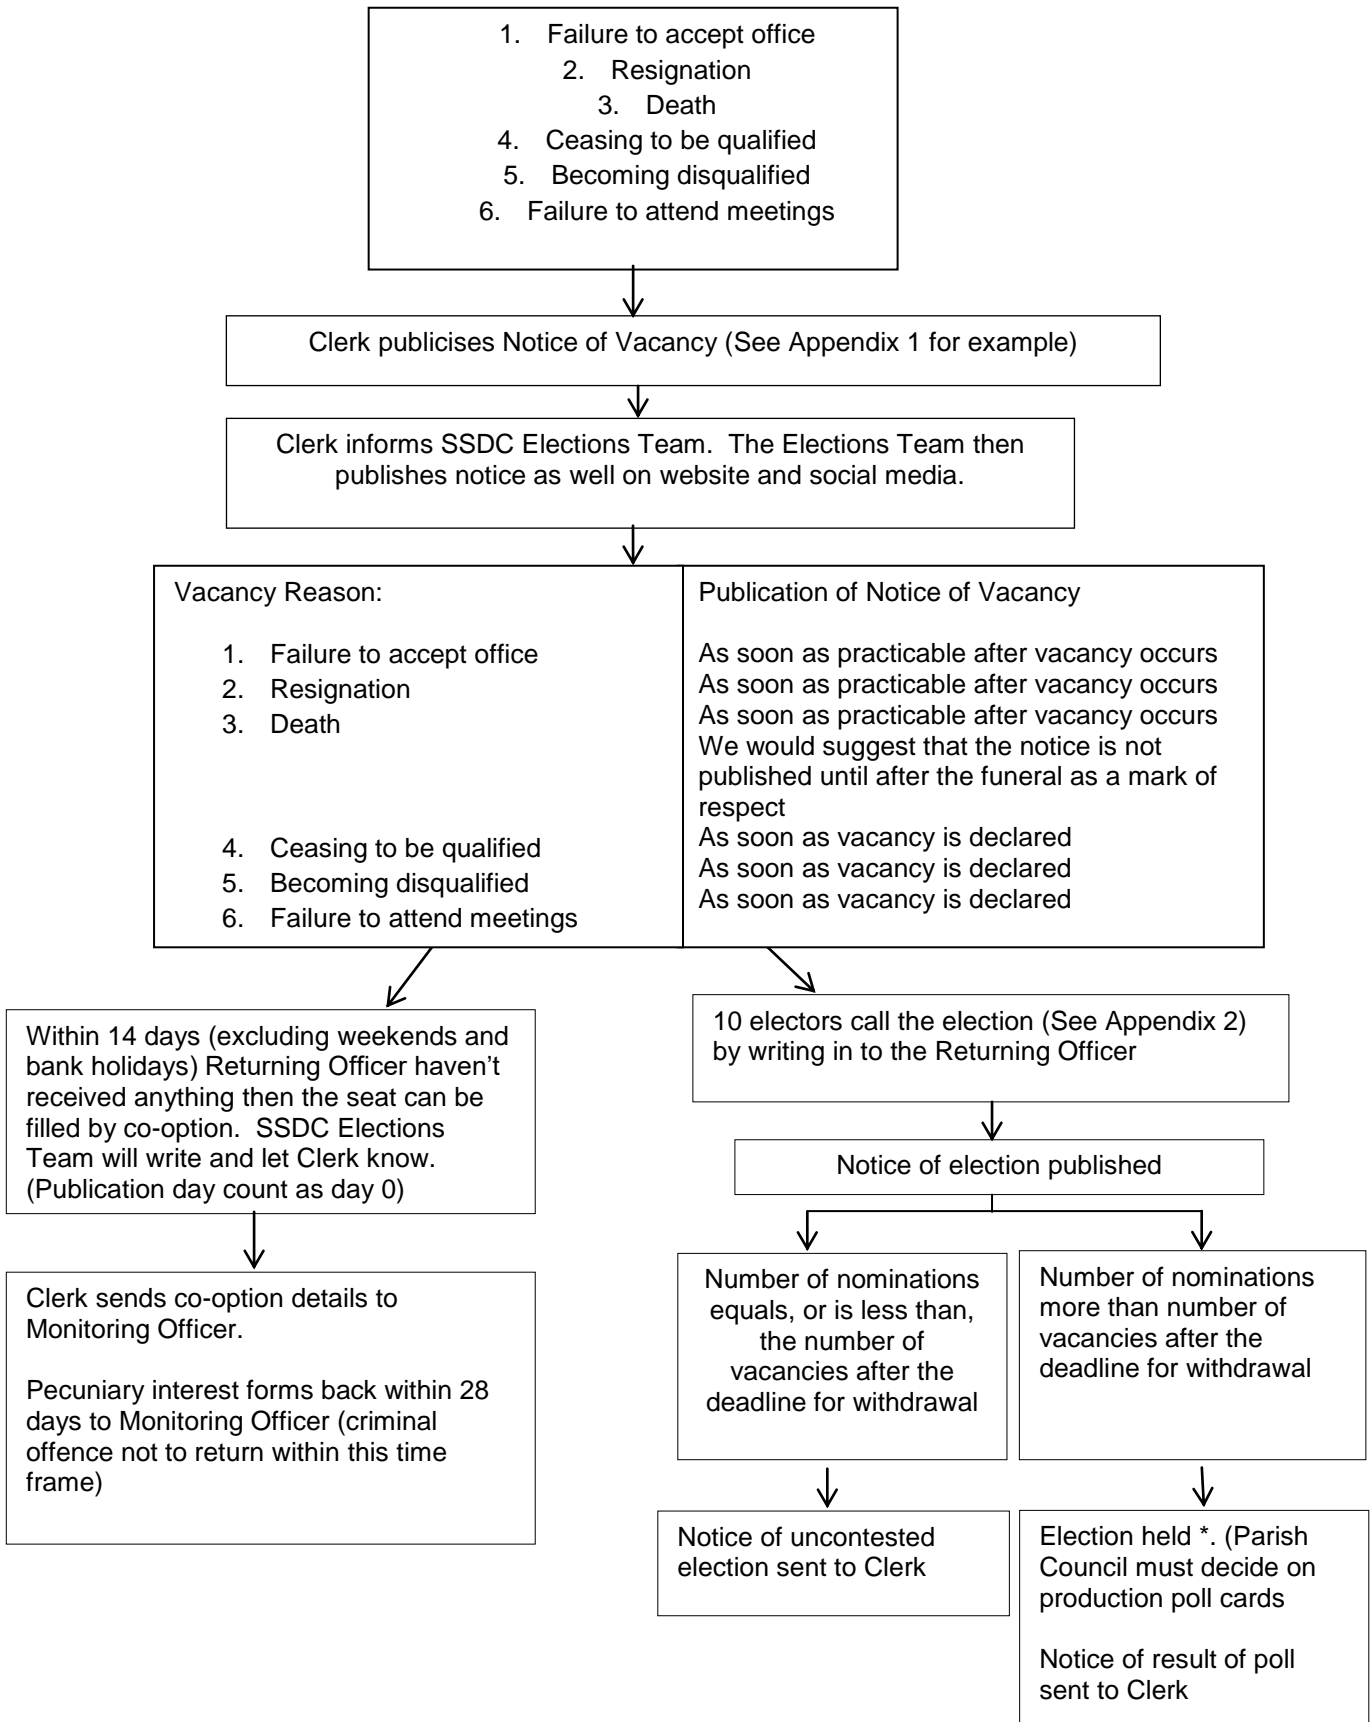 1. Failure to accept office
2. Resignation
3. Death
4. Ceasing to be qualified
5. Becoming disqualified
6. Failure to attend meetings
Clerk publicises Notice of Vacancy (See Appendix 1 for example)
Clerk informs SSDC Elections Team. The Elections Team then
publishes notice as well on website and social media.
Vacancy Reason:
1. Failure to accept office
2. Resignation
3. Death
4. Ceasing to be qualified
5. Becoming disqualified
6. Failure to attend meetings
Publication of Notice of Vacancy
As soon as practicable after vacancy occurs
As soon as practicable after vacancy occurs
As soon as practicable after vacancy occurs
We would suggest that the notice is not
published until after the funeral as a mark of
respect
As soon as vacancy is declared
As soon as vacancy is declared
As soon as vacancy is declared
Within 14 days (excluding weekends and
bank holidays) Returning Officer haven't
received anything then the seat can be
filled by co-option. SSDC Elections
Team will write and let Clerk know.
(Publication day count as day 0)
Clerk sends co-option details to
Monitoring Officer.
Pecuniary interest forms back within 28
days to Monitoring Officer (criminal
offence not to return within this time
frame)
10 electors call the election (See Appendix 2)
by writing in to the Returning Officer
Notice of election published
Number of nominations
equals, or is less than,
the number of
vacancies after the
deadline for withdrawal
Notice of uncontested
election sent to Clerk
Number of nominations
more than number of
vacancies after the
deadline for withdrawal
Election held *. (Parish
Council must decide on
production poll cards
Notice of result of poll
sent to Clerk